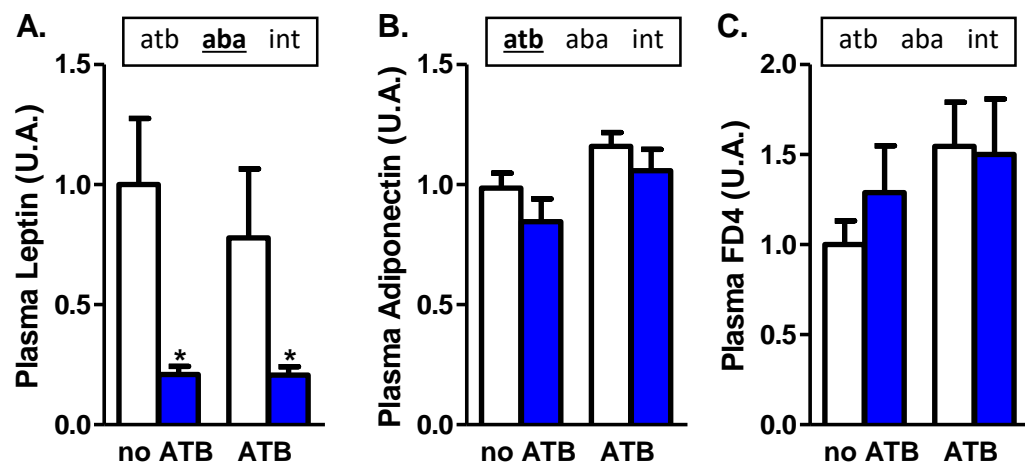 A.
atb aba int
Plasma Leptin (U.A.)
1.5
1.0
0.5
0.0
*
*
no ATB ATB
B.
atb aba int
Plasma Adiponectin (U.A.)
1.5
1.0
0.5
0.0
no ATB ATB
C.
atb aba int
Plasma FD4 (U.A.)
2.0
1.5
1.0
0.5
0.0
no ATB ATB